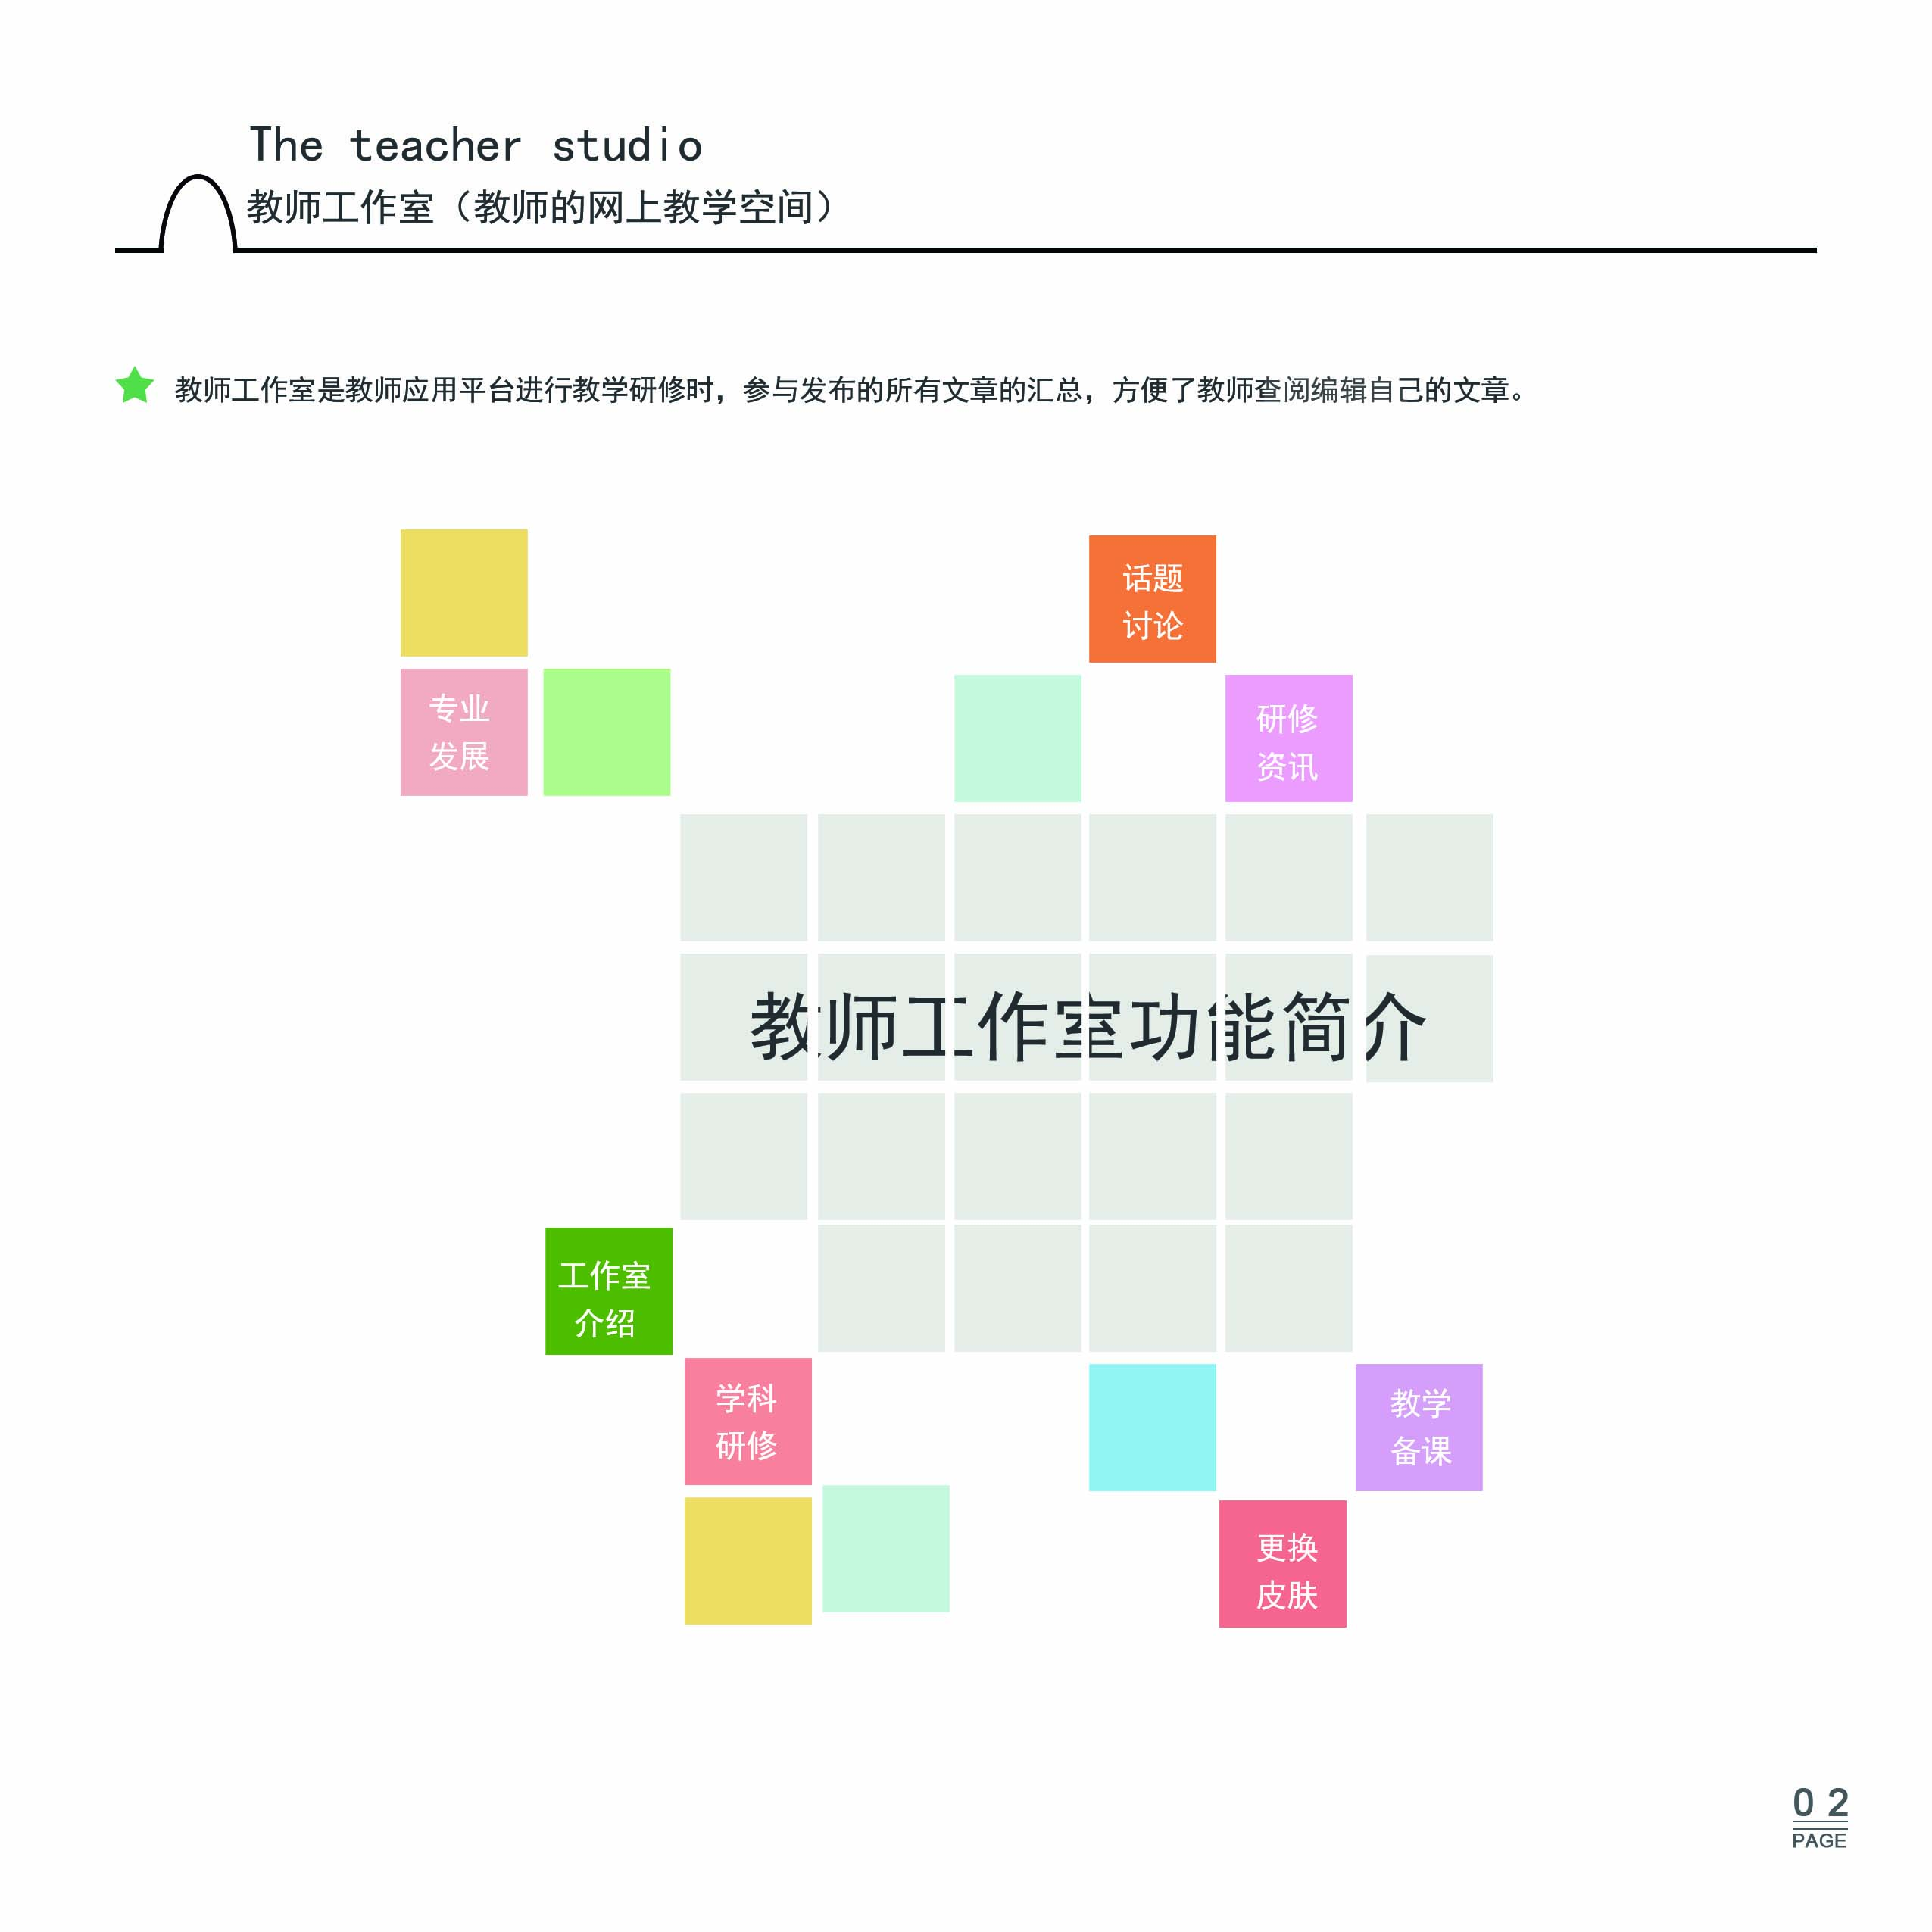 The teacher studio
教师工作室（教师的网上教学空间）
教师工作室是教师应用平台进行教学研修时，参与发布的所有文章的汇总，方便了教师查阅编辑自己的文章。
话题
讨论
专业
发展
研修
资讯
教师工作室功能简介
工作室
介绍
学科
研修
教学
备课
更换
皮肤
02
PAGE